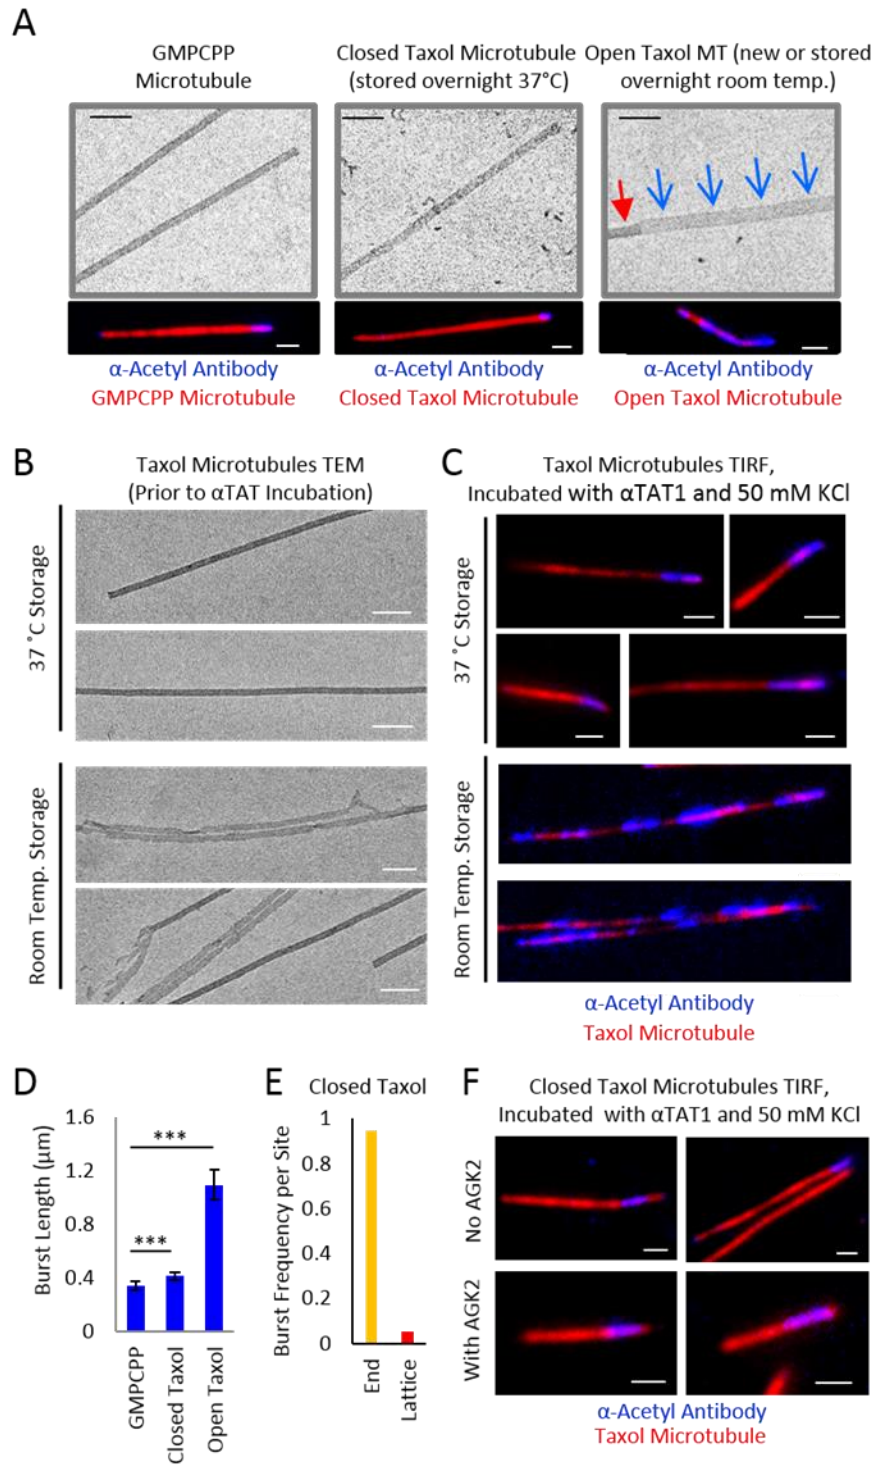 A
GMPCPP
Microtubule
Closed Taxol Microtubule
(stored overnight 37°C)
Open Taxol MT (new or stored
overnight room temp.)
α-Acetyl Antibody
GMPCPP Microtubule
α-Acetyl Antibody
Closed Taxol Microtubule
α-Acetyl Antibody
Open Taxol Microtubule
B
Taxol Microtubules TEM
(Prior to αTAT Incubation)
37 ˚C Storage
Room Temp. Storage
C
Taxol Microtubules TIRF,
Incubated with αTAT1 and 50 mM KCl
37 ˚C Storage
Room Temp. Storage
α-Acetyl Antibody
Taxol Microtubule
D
Burst Length (μm)
1.6
1.2
0.8
0.4
0
***
***
GMPCPP
Closed Taxol
Open Taxol
E
Closed Taxol
Burst Frequency per Site
1
0.8
0.6
0.4
0.2
0
End
Lattice
F
Closed Taxol Microtubules TIRF,
Incubated with αTAT1 and 50 mM KCl
No AGK2
With AGK2
α-Acetyl Antibody
Taxol Microtubule